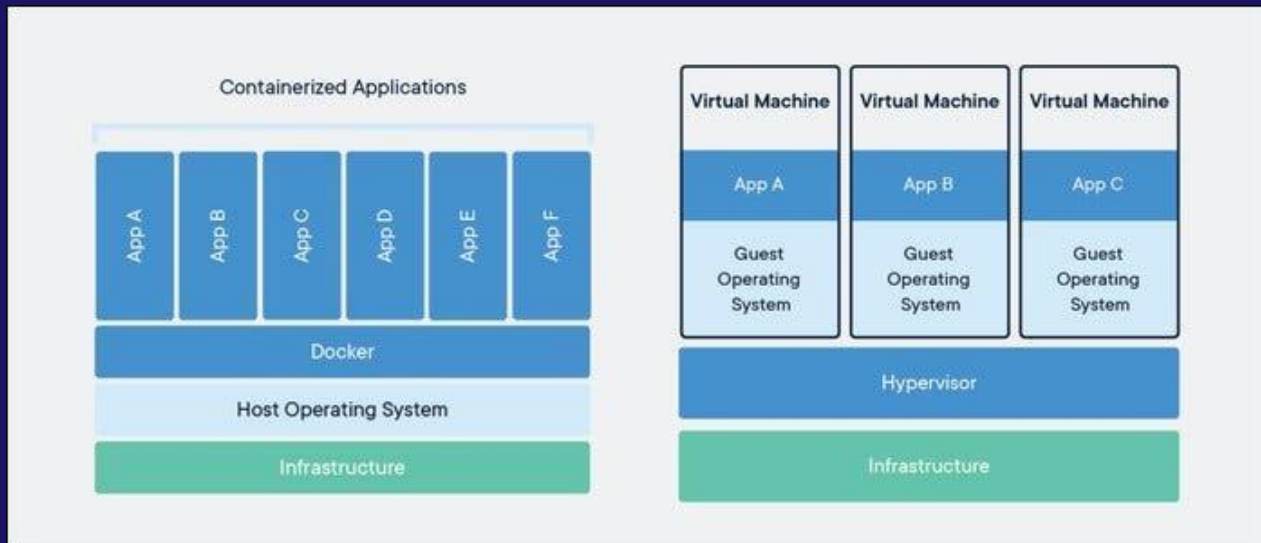 Containerized Applications
App A
App B
App C
App D
App E
App F
Docker
Host Operating System
Infrastructure
Virtual Machine
App A
Guest
Operating
System
Virtual Machine
App B
Guest
Operating
System
Virtual Machine
App C
Guest
Operating
System
Hypervisor
Infrastructure